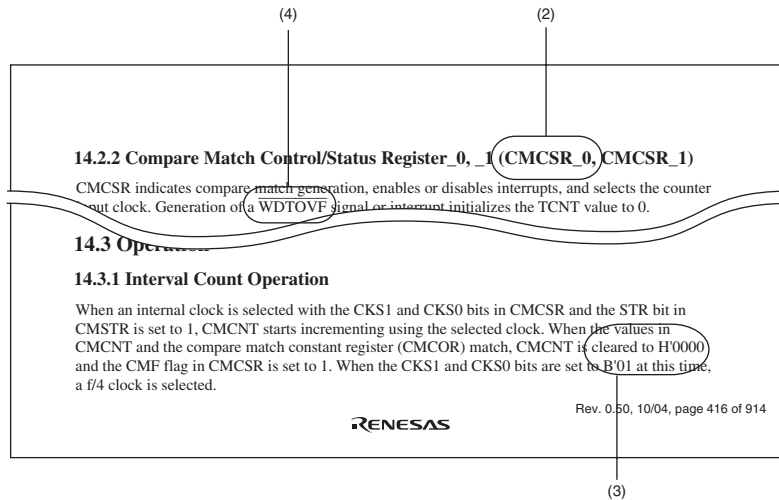 (4)
(2)
14.2.2 Compare Match Control/Status Register_0, _1 (CMCSR_0, CMCSR_1)
CMCSR indicates compare match generation, enables or disables interrupts, and selects the counter
input clock. Generation of a WDTOVF signal or interrupt initializes the TCNT value to 0.
14.3 Operation
14.3.1 Interval Count Operation
When an internal clock is selected with the CKS1 and CKS0 bits in CMCSR and the STR bit in
CMSTR is set to 1, CMCNT starts incrementing using the selected clock. When the values in
CMCNT and the compare match constant register (CMCOR) match, CMCNT is cleared to H'0000
and the CMF flag in CMCSR is set to 1. When the CKS1 and CKS0 bits are set to B'01 at this time,
a f/4 clock is selected.
Rev. 0.50, 10/04, page 416 of 914
RENESAS
(3)